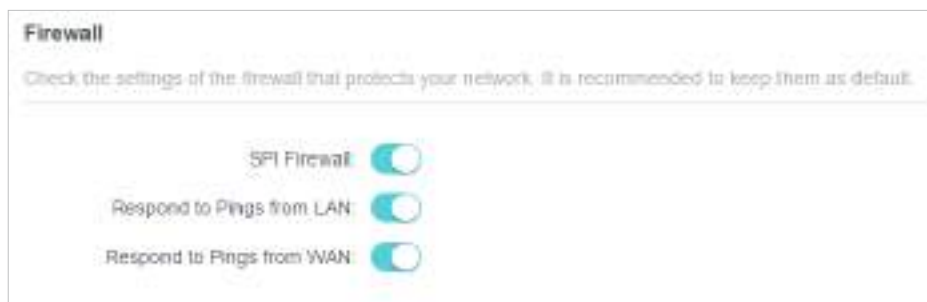 Firewall
Check the settings of the firewall that protects your network. It is recommended to keep them as default.
SPI Firewall:
Respond to Pings from LAN:
Respond to Pings from WAN: